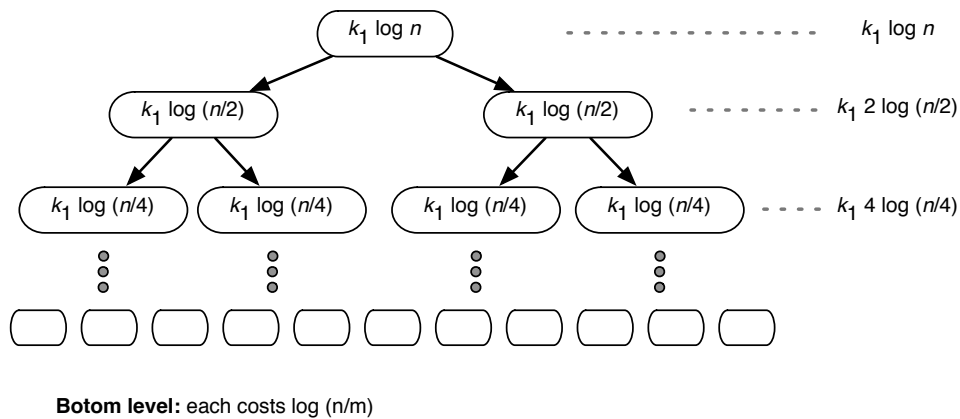 k₁ log n
k₁ log n
k₁ log (n/2)
k₁ log (n/2)
k₁ 2 log (n/2)
k₁ log (n/4)
k₁ log (n/4)
k₁ log (n/4)
k₁ log (n/4)
k₁ 4 log (n/4)
Botom level: each costs log (n/m)